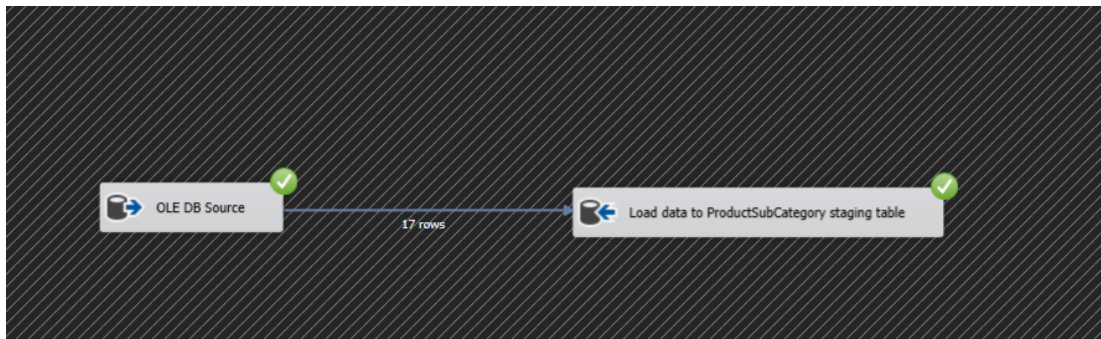 OLE DB Source
17 rows
Load data to ProductSubCategory staging table